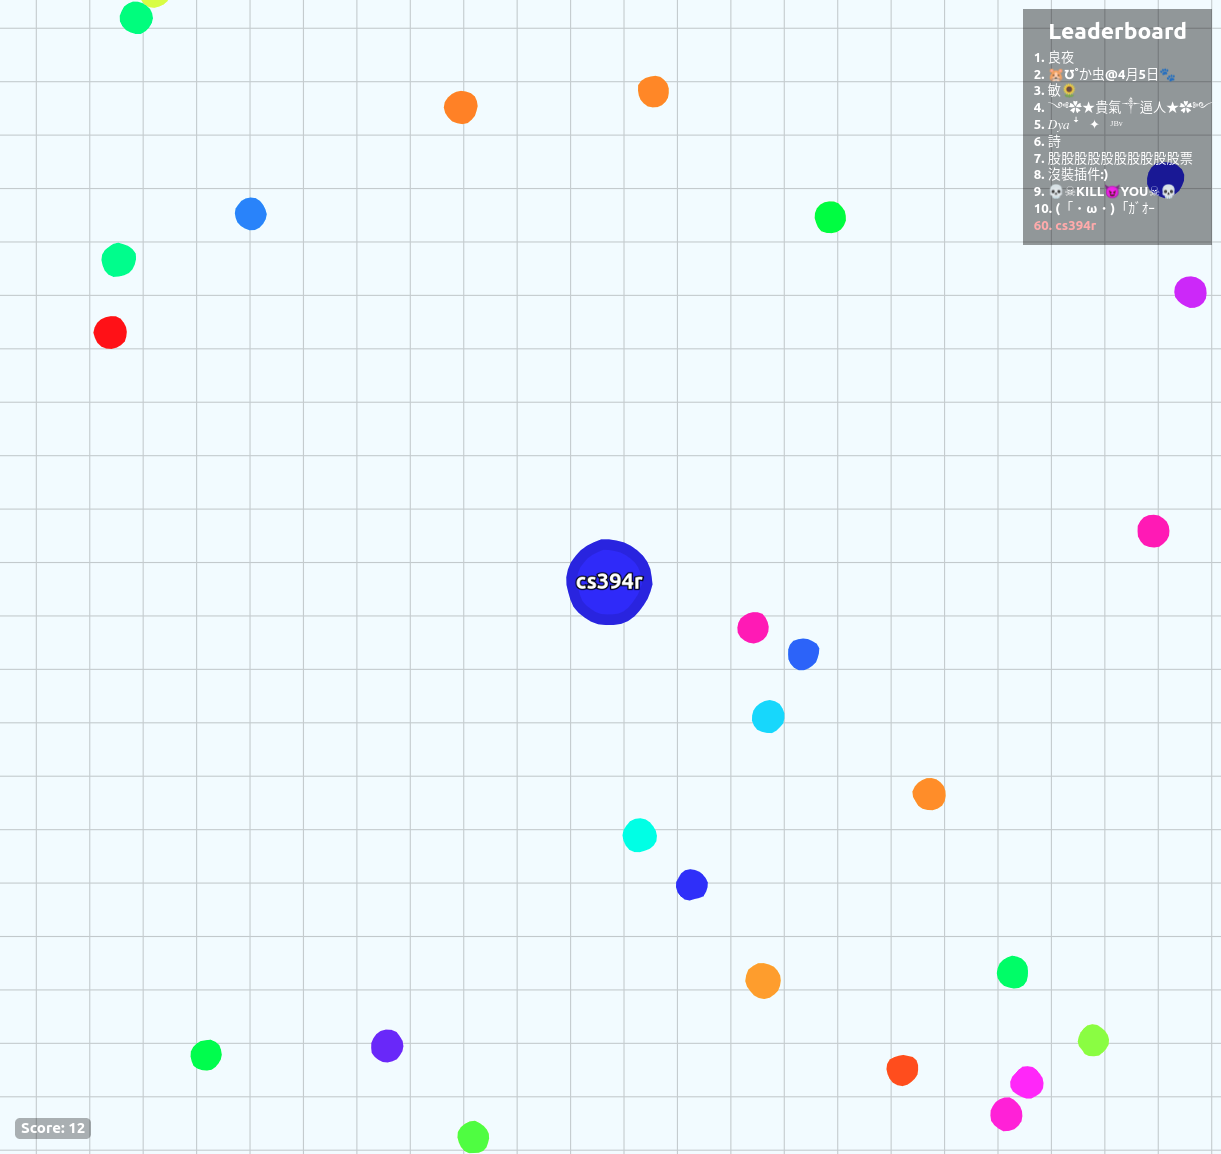 Leaderboard
1. 良夜
2. 🐹Ʊ˚か虫@4月5日🐾
3. 敏🌻
4. ༺✤★貴氣╬逼人★✤༻
5. Dya ✦ ᴶᴮᵛ
6. 詩
7. 股股股股股股股股股股票
8. 沒裝插件:)
9. 💀☠KILL😈YOU☠💀
10. (「・ω・)「ｶﾞｵｰ
60. cs394r
cs394r
Score: 12